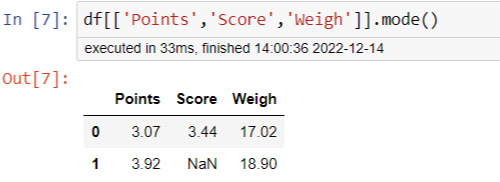 In [7]: df[['Points','Score','Weigh']].mode()
executed in 33ms, finished 14:00:36 2022-12-14
Out[7]:
Points Score Weigh
0 3.07 3.44 17.02
1 3.92 NaN 18.90